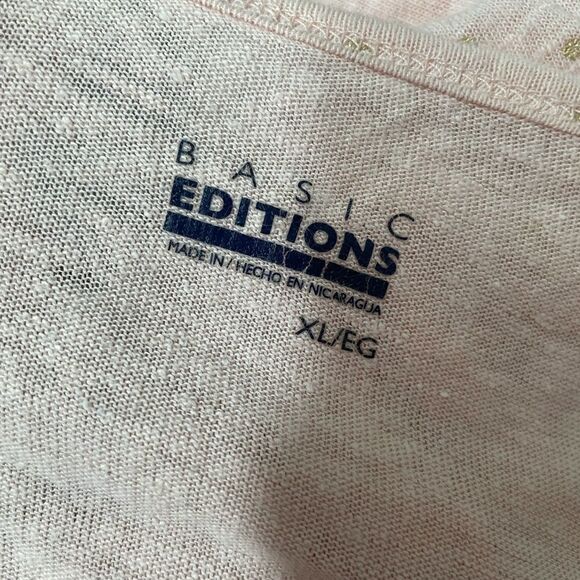 BASIC
EDITIONS
MADE IN / HECHO EN NICARAGUA
XL/EG